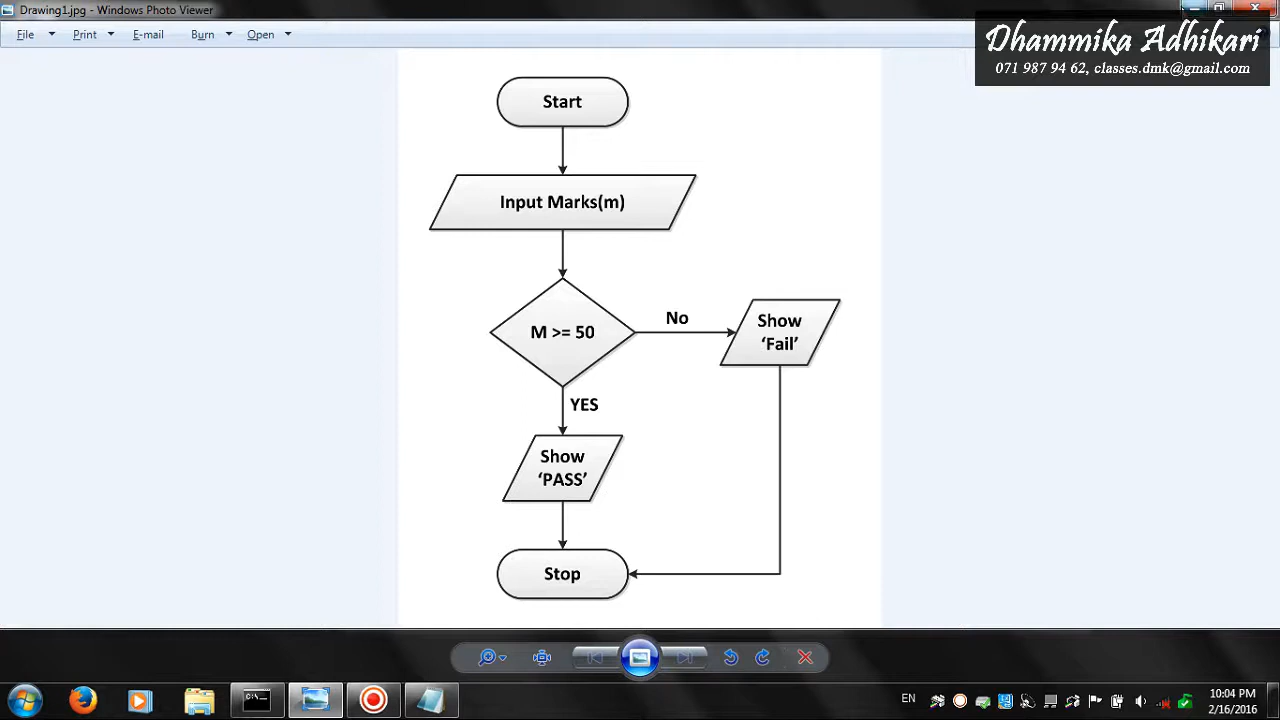 Drawing1.jpg - Windows Photo Viewer
File
Print
E-mail
Burn
Open
Dhammika Adhikari
071 987 94 62, classes.dmk@gmail.com
Start
Input Marks(m)
M >= 50
No
Show
‘Fail’
YES
Show
‘PASS’
Stop
C:\.
EN
10:04 PM
2/16/2016